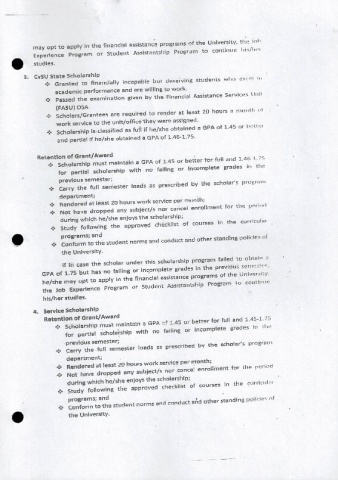 may opt to apply in the financial assistance programs of the University, the Job
Experience Program or Student Assistantship Program to continue his/her
studies.
3. CvSU State Scholarship
❖ Granted to financially incapable but deserving students who excel in
academic performance and are willing to work.
❖ Passed the examination given by the Financial Assistance Services Unit
(FASU) OSA
❖ Scholars/Grantees are required to render at least 20 hours a month of
work service to the unit/office they were assigned.
❖ Scholarship is classified as full if he/she obtained a GPA of 1.45 or better
and partial if he/she obtained a GPA of 1.46-1.75.
Retention of Grant/Award
❖ Scholarship must maintain a GPA of 1.45 or better for full and 1.46-1.75
for partial scholarship with no failing or incomplete grades in the
previous semester;
❖ Carry the full semester loads as prescribed by the scholar's program
department;
❖ Rendered at least 20 hours work service per month;
❖ Not have dropped any subject/s nor cancel enrollment for the period
during which he/she enjoys the scholarship;
❖ Study following the approved checklist of courses in the curricular
programs; and
❖ Conform to the student norms and conduct and other standing policies of
the University.
If in case the scholar under this scholarship program failed to obtain a
GPA of 1.75 but has no failing or incomplete grades in the previous semester,
he/she may opt to apply in the financial assistance programs of the University,
the Job Experience Program or Student Assistantship Program to continue
his/her studies.
4. Service Scholarship
Retention of Grant/Award
❖ Scholarship must maintain a GPA of 1.45 or better for full and 1.45-1.75
for partial scholarship with no failing or incomplete grades in the
previous semester;
❖ Carry the full semester loads as prescribed by the scholar's program
department;
❖ Rendered at least 20 hours work service per month;
❖ Not have dropped any subject/s nor cancel enrollment for the period
during which he/she enjoys the scholarship;
❖ Study following the approved checklist of courses in the curricular
programs; and
❖ Conform to the student norms and conduct and other standing policies of
the University.